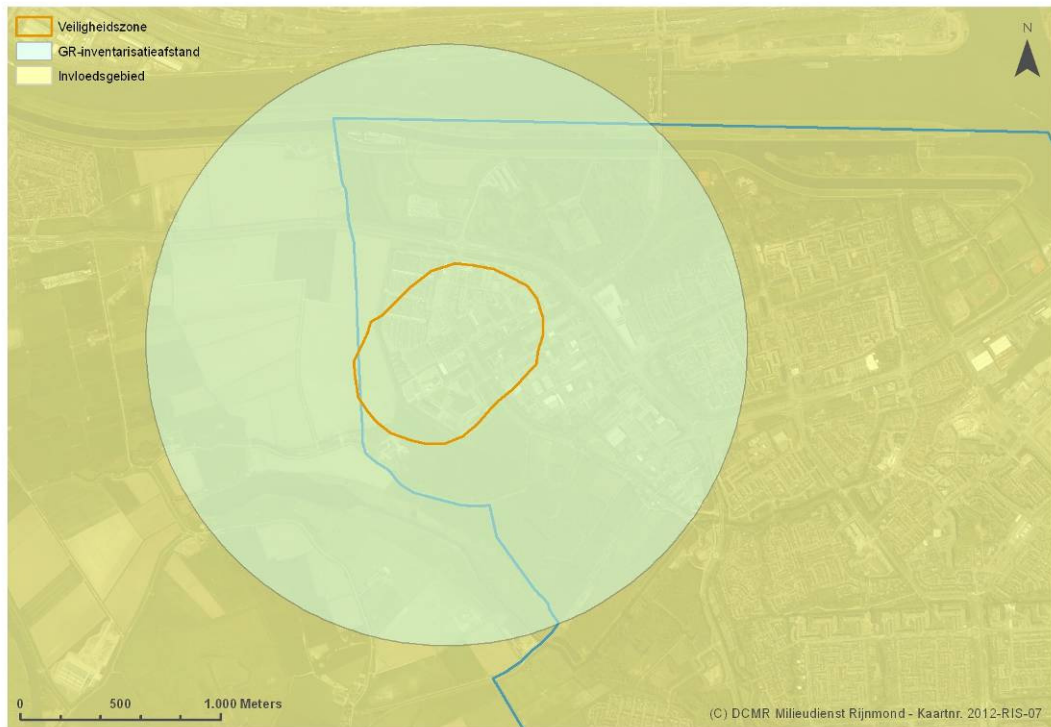 Veiligheidszone
GR-inventarisatieafstand
Invloedsgebied
N
0 500 1.000 Meters
(C) DCMR Milieudienst Rijnmond - Kaartnr. 2012-RIS-07